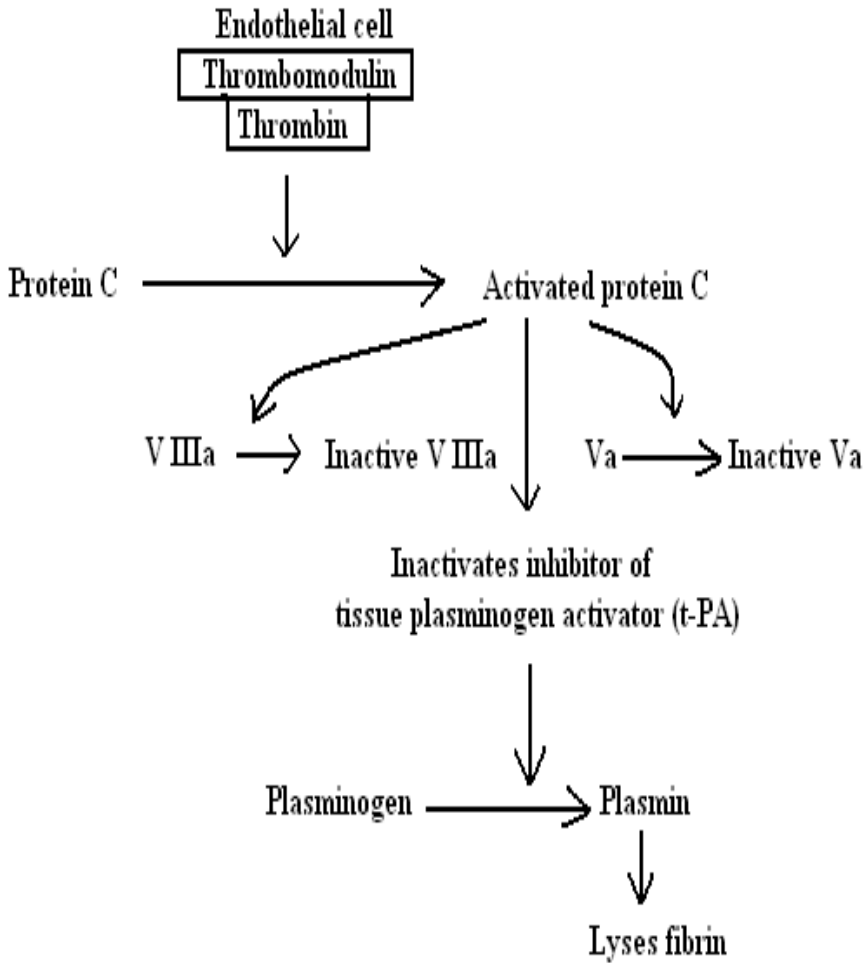 Endothelial cell
Thrombomodulin
Thrombin
Protein C
Activated protein C
V IIIa
Inactive V IIIa
Va
Inactive Va
Inactivates inhibitor of
tissue plasminogen activator (t-PA)
Plasminogen
Plasmin
Lyses fibrin